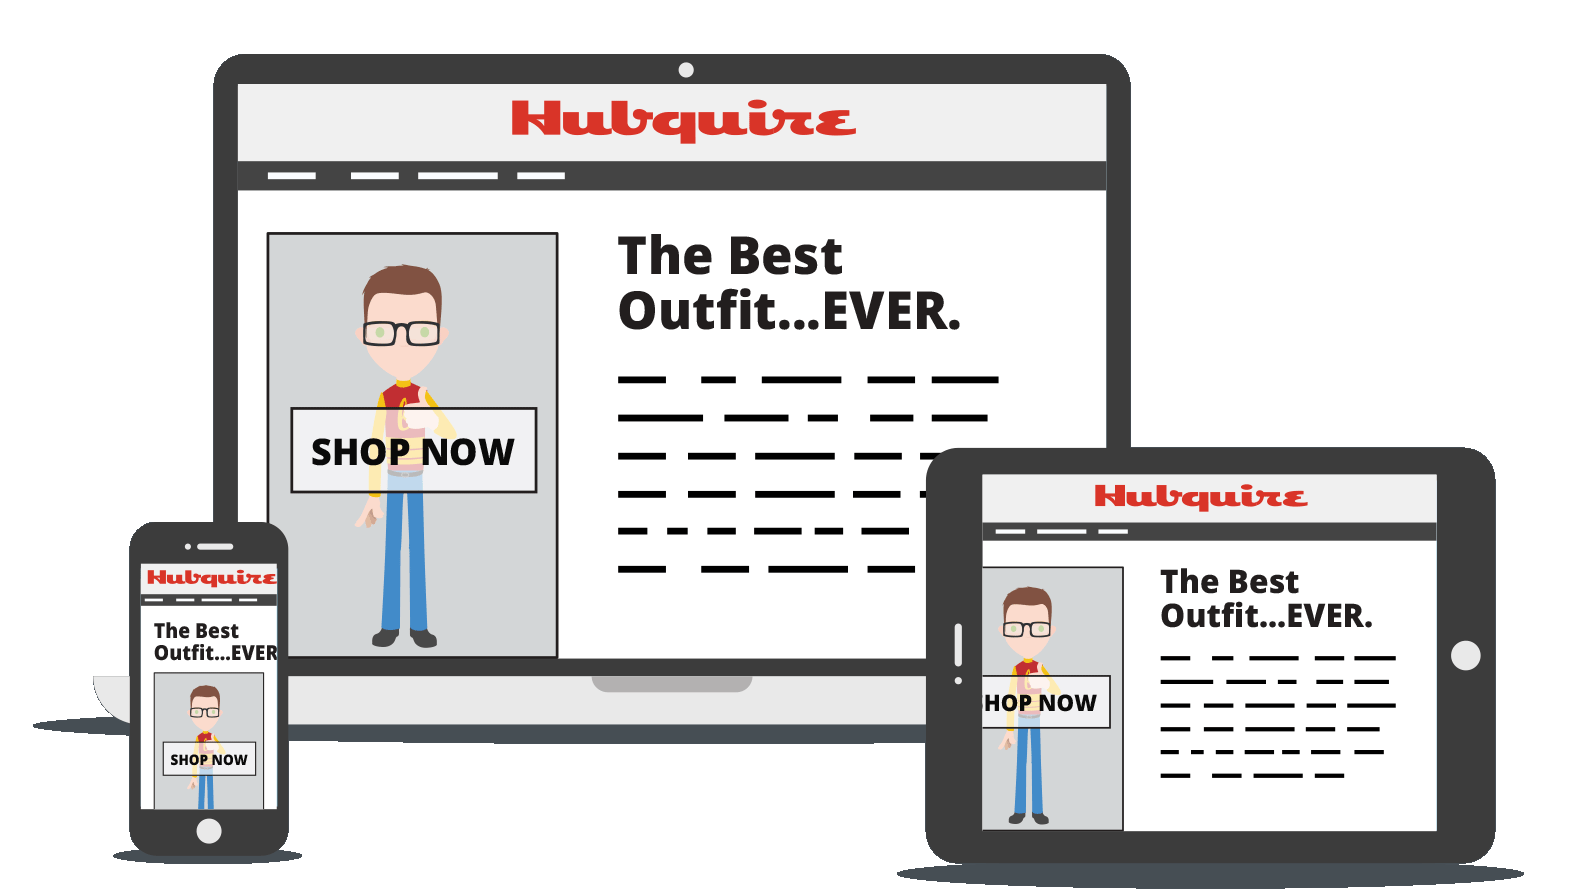 Hubquire
The Best
Outfit...EVER.
SHOP NOW
Hubquire
The Best
Outfit...EVER
SHOP NOW
Hubquire
The Best
Outfit...EVER.
SHOP NOW